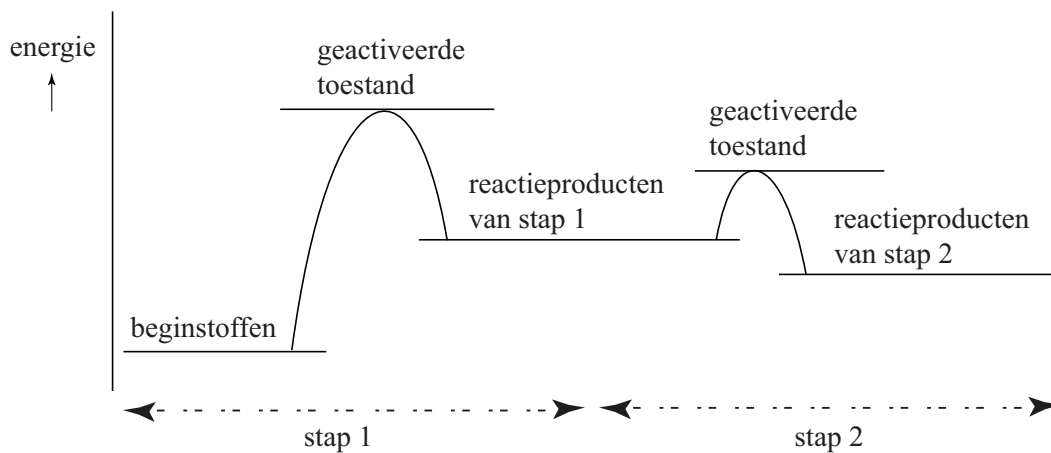 energie
geactiveerde
toestand
geactiveerde
toestand
reactieproducten
van stap 1
reactieproducten
van stap 2
beginstoffen
stap 1
stap 2